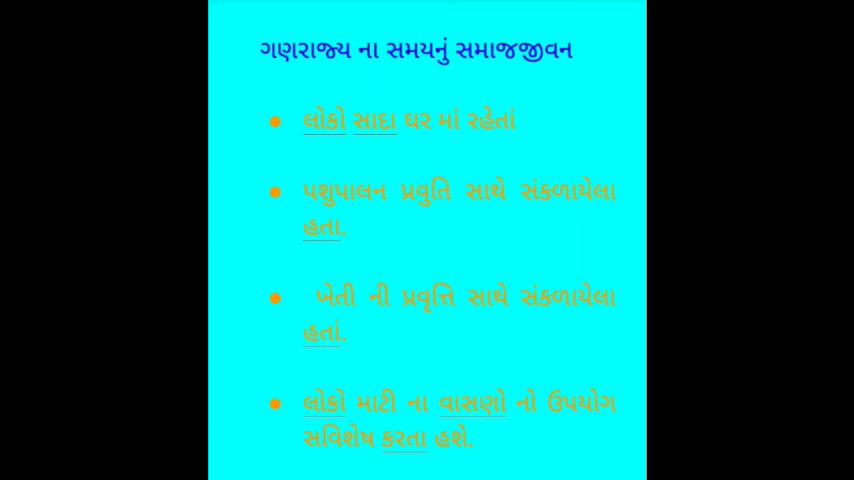 ગણરાજ્ય ના સમયનું સમાજજીવન
● લોકો સાદા ઘર માં રહેતાં
● પશુપાલન પ્રવુતિ સાથે સંકળાયેલા
હતા.
● ખેતી ની પ્રવૃત્તિ સાથે સંકળાયેલા
હતાં.
● લોકો માટી ના વાસણો નો ઉપયોગ
સવિશેષ કરતા હશે.